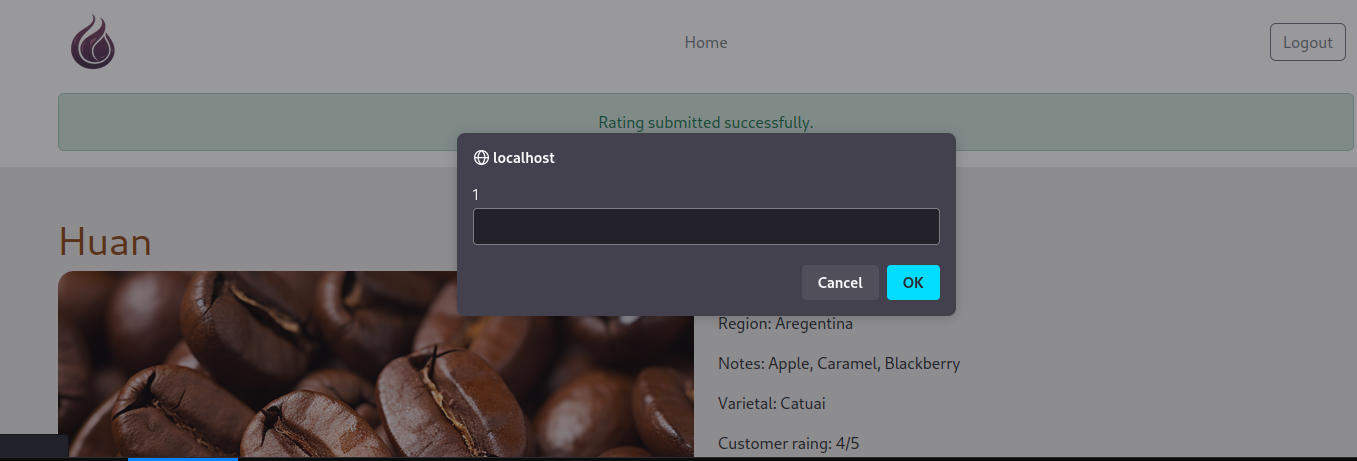 Home
Logout
Rating submitted successfully.
localhost
1
Cancel
OK
Huan
Region: Aregentina
Notes: Apple, Caramel, Blackberry
Varietal: Catuai
Customer raing: 4/5